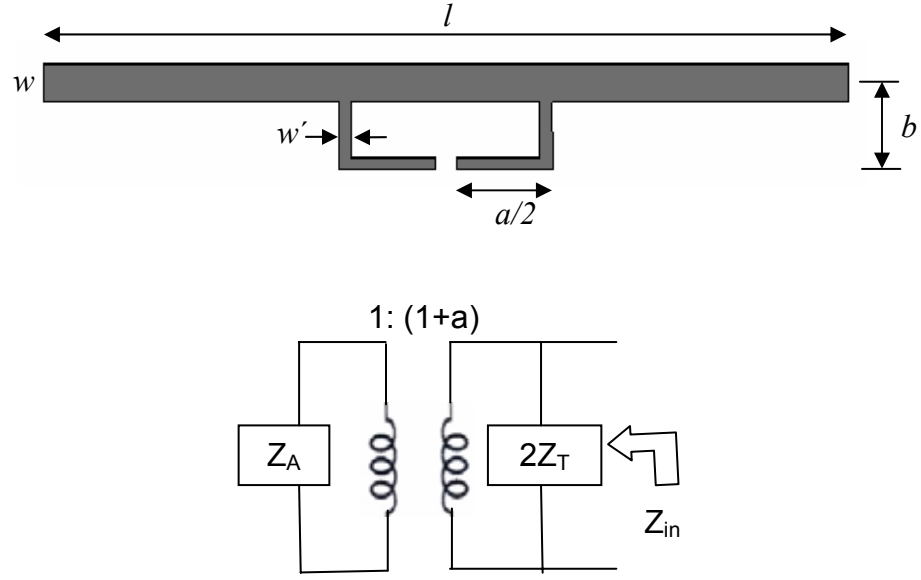 l
w
w´
b
a/2
1: (1+a)
Z_A
2Z_T
Z_in